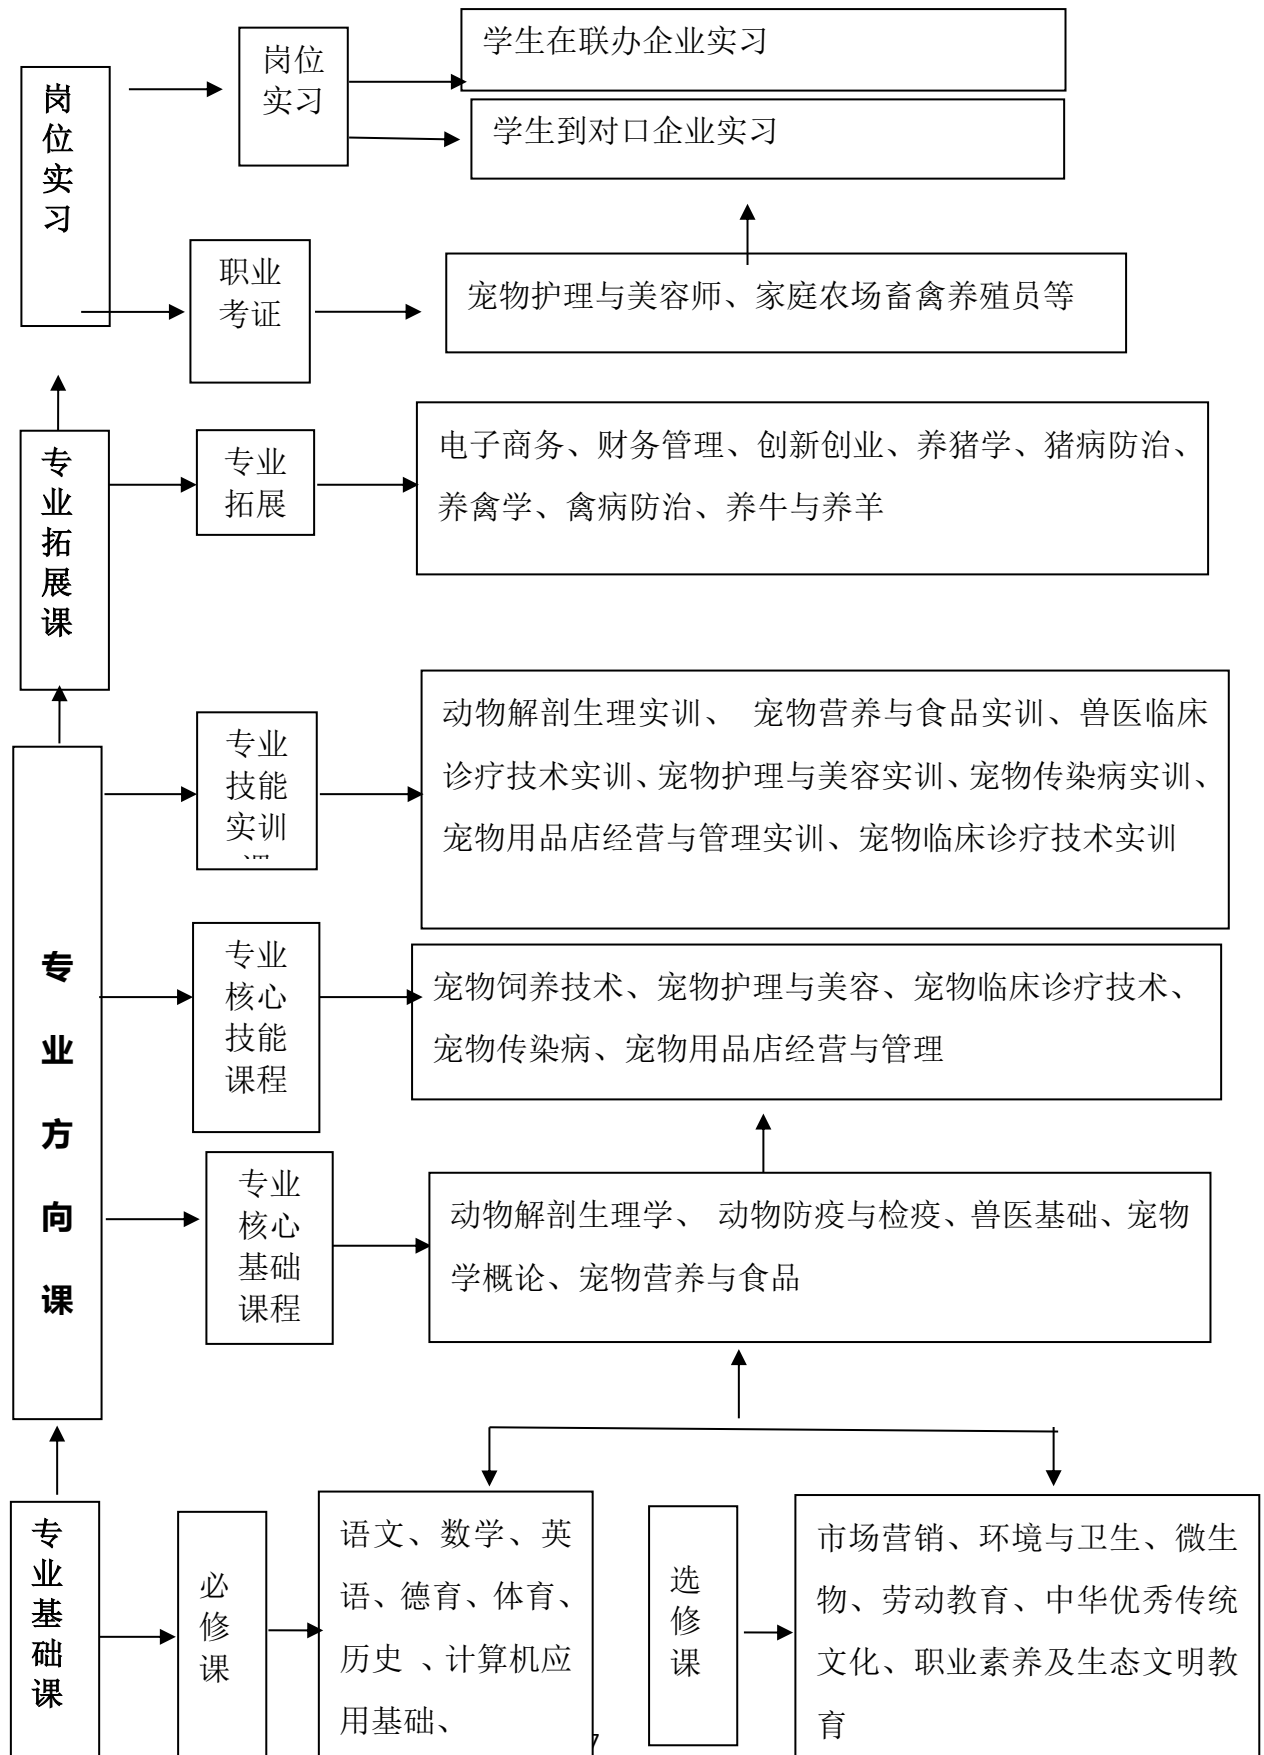 岗位实习
岗位
实习
学生在联办企业实习
学生到对口企业实习
职业
考证
宠物护理与美容师、家庭农场畜禽养殖员等
专业拓展课
专业
拓展
电子商务、财务管理、创新创业、养猪学、猪病防治、
养禽学、禽病防治、养牛与养羊
专业方向课
专业
技能
实训
动物解剖生理实训、 宠物营养与食品实训、兽医临床
诊疗技术实训、宠物护理与美容实训、宠物传染病实训、
宠物用品店经营与管理实训、宠物临床诊疗技术实训
专业
核心
技能
课程
宠物饲养技术、宠物护理与美容、宠物临床诊疗技术、
宠物传染病、宠物用品店经营与管理
专业
核心
基础
课程
动物解剖生理学、 动物防疫与检疫、兽医基础、宠物
学概论、宠物营养与食品
专业基础课
必修课
语文、数学、英
语、德育、体育、
历史 、计算机应
用基础、
选修课
市场营销、环境与卫生、微生
物、劳动教育、中华优秀传统
文化、职业素养及生态文明教
育